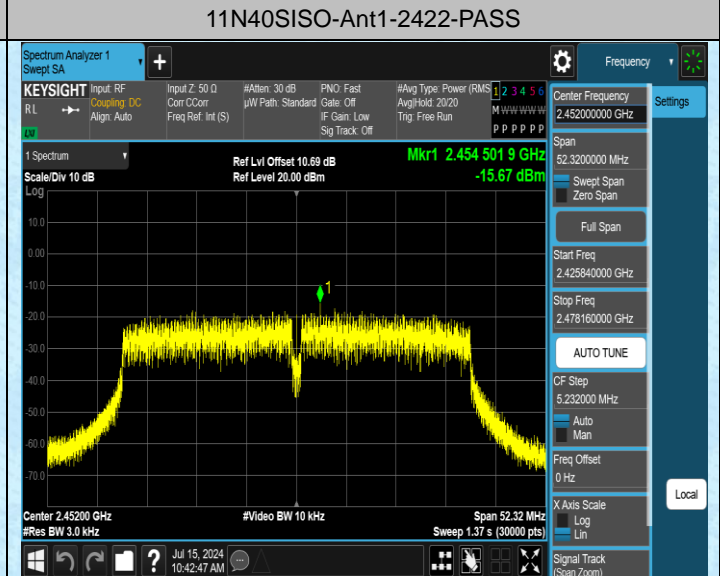 11N40SISO-Ant1-2422-PASS
Spectrum Analyzer 1
Swept SA
+
Frequency
KEYSIGHT
RL
Input: RF
Coupling: DC
Align: Auto
Input Z: 50 Ω
Corr CCorr
Freq Ref: Int (S)
#Atten: 30 dB
µW Path: Standard
PNO: Fast
Gate: Off
IF Gain: Low
Sig Track: Off
#Avg Type: Power (RMS
Avg|Hold: 20/20
Trig: Free Run
1 2 3 4 5 6
M W W W W W
P P P P P P
1 Spectrum
Scale/Div 10 dB
Ref Lvl Offset 10.69 dB
Ref Level 20.00 dBm
Mkr1 2.454 501 9 GHz
-15.67 dBm
Log
10.0
0.00
-10.0
-20.0
-30.0
-40.0
-50.0
-60.0
-70.0
1
Center 2.45200 GHz
#Video BW 10 kHz
Span 52.32 MHz
#Res BW 3.0 kHz
Sweep 1.37 s (30000 pts)
Center Frequency
2.452000000 GHz
Settings
Span
52.3200000 MHz
Swept Span
Zero Span
Full Span
Start Freq
2.425840000 GHz
Stop Freq
2.478160000 GHz
AUTO TUNE
CF Step
5.232000 MHz
Auto
Man
Freq Offset
0 Hz
X Axis Scale
Log
Lin
Local
Signal Track
(Span Zoom)
?
Jul 15, 2024
10:42:47 AM